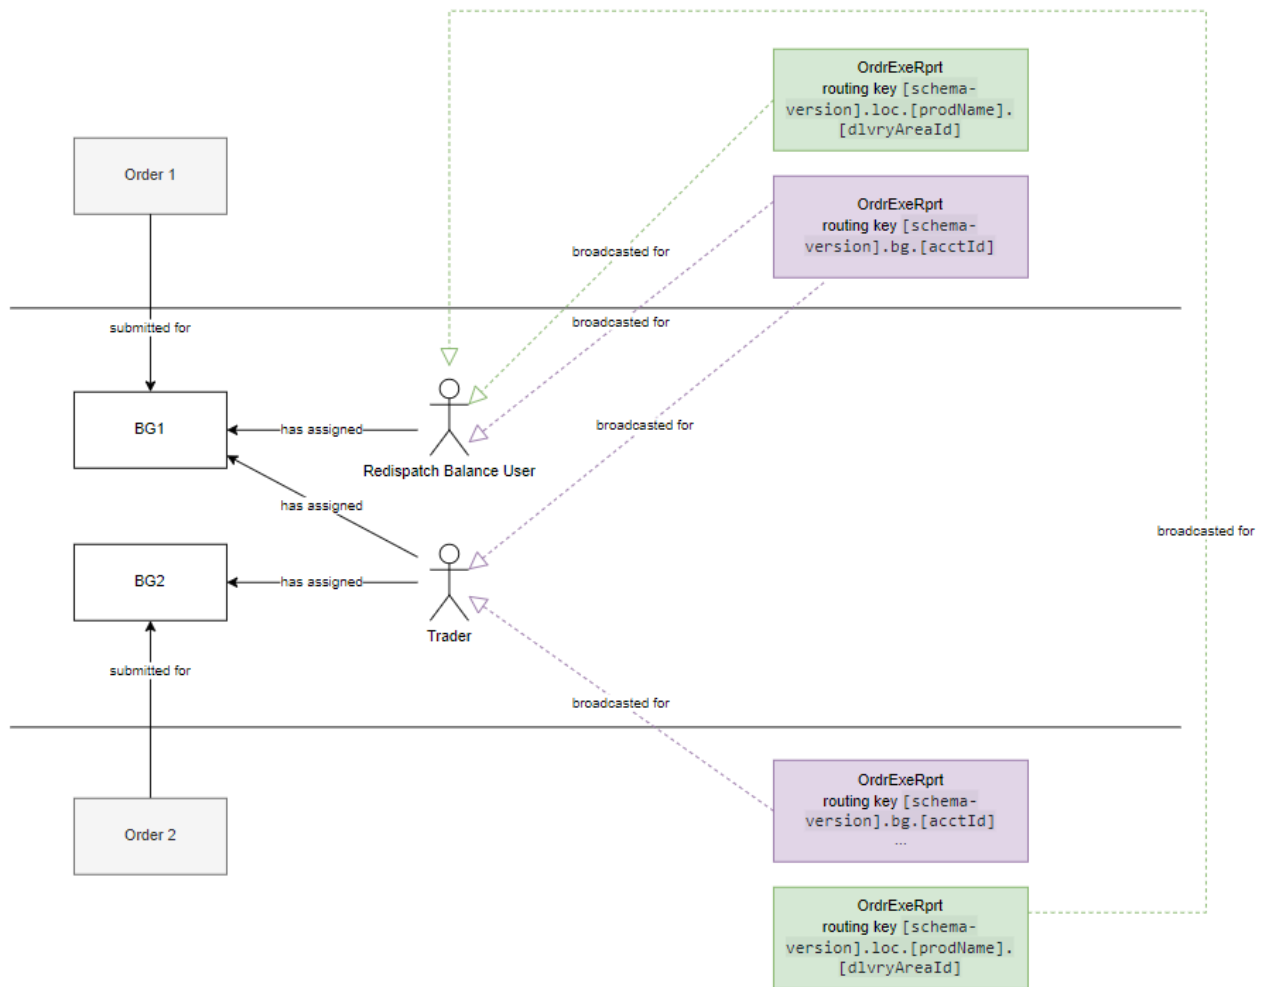 OrdrExeRprt
routing key [schema-
version].loc.[prodName].
[dlvryAreaId]
Order 1
OrdrExeRprt
routing key [schema-
version].bg.[acctId]
broadcasted for
submitted for
broadcasted for
BG1
has assigned
broadcasted for
Redispatch Balance User
has assigned
broadcasted for
BG2
has assigned
Trader
submitted for
broadcasted for
OrdrExeRprt
routing key [schema-
version].bg.[acctId]
...
Order 2
OrdrExeRprt
routing key [schema-
version].loc.[prodName].
[dlvryAreaId]